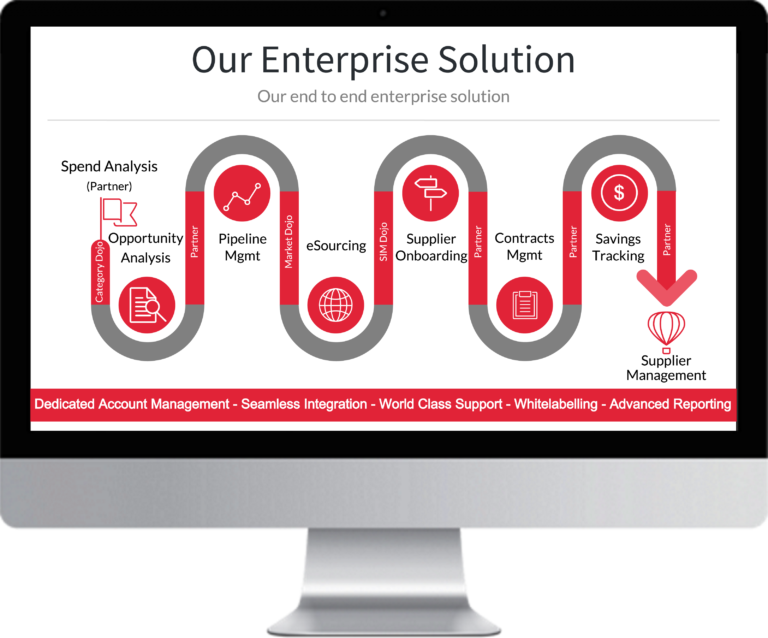 Our Enterprise Solution
Our end to end enterprise solution
Spend Analysis
(Partner)
Category Dojo
Opportunity
Analysis
Partner
Pipeline
Mgmt
Market Dojo
eSourcing
SIM Dojo
Supplier
Onboarding
Partner
Contracts
Mgmt
Partner
$
Savings
Tracking
Partner
Supplier
Management
Dedicated Account Management - Seamless Integration - World Class Support - Whitelabelling - Advanced Reporting